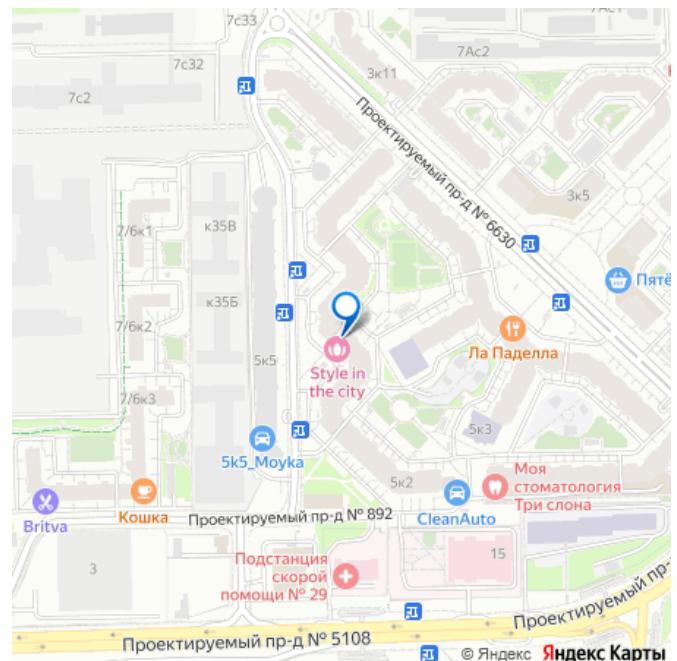 7с33
7Ас2
7Ас1
7с32
3к11
7с2
Проектируемый пр-д № 6630
3к5
7/6к1
к35В
Пятё
7/6к2
к35Б
Ла Паделла
5к5
Style in
the city
7/6к3
5к3
5k5_Moyka
5к2
Моя
стоматология
Три слона
Britva
Кошка
Проектируемый пр-д № 892
CleanAuto
3
Подстанция
скорой
помощи № 29
15
Проектируемый пр-
Проектируемый пр-д № 5108
© Яндекс Яндекс Карты